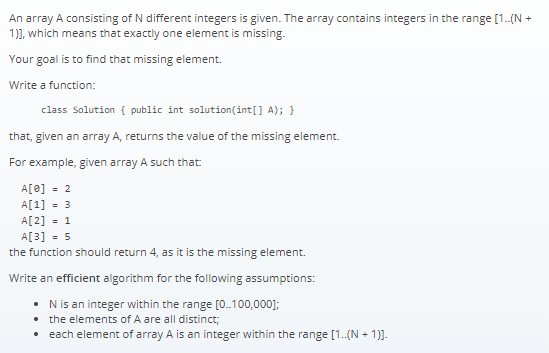 An array A consisting of N different integers is given. The array contains integers in the range [1..(N +
1)], which means that exactly one element is missing.
Your goal is to find that missing element.
Write a function:
class Solution { public int solution(int[] A); }
that, given an array A, returns the value of the missing element.
For example, given array A such that:
A[0] = 2
A[1] = 3
A[2] = 1
A[3] = 5
the function should return 4, as it is the missing element.
Write an efficient algorithm for the following assumptions:
• N is an integer within the range [0..100,000];
• the elements of A are all distinct;
• each element of array A is an integer within the range [1..(N + 1)].